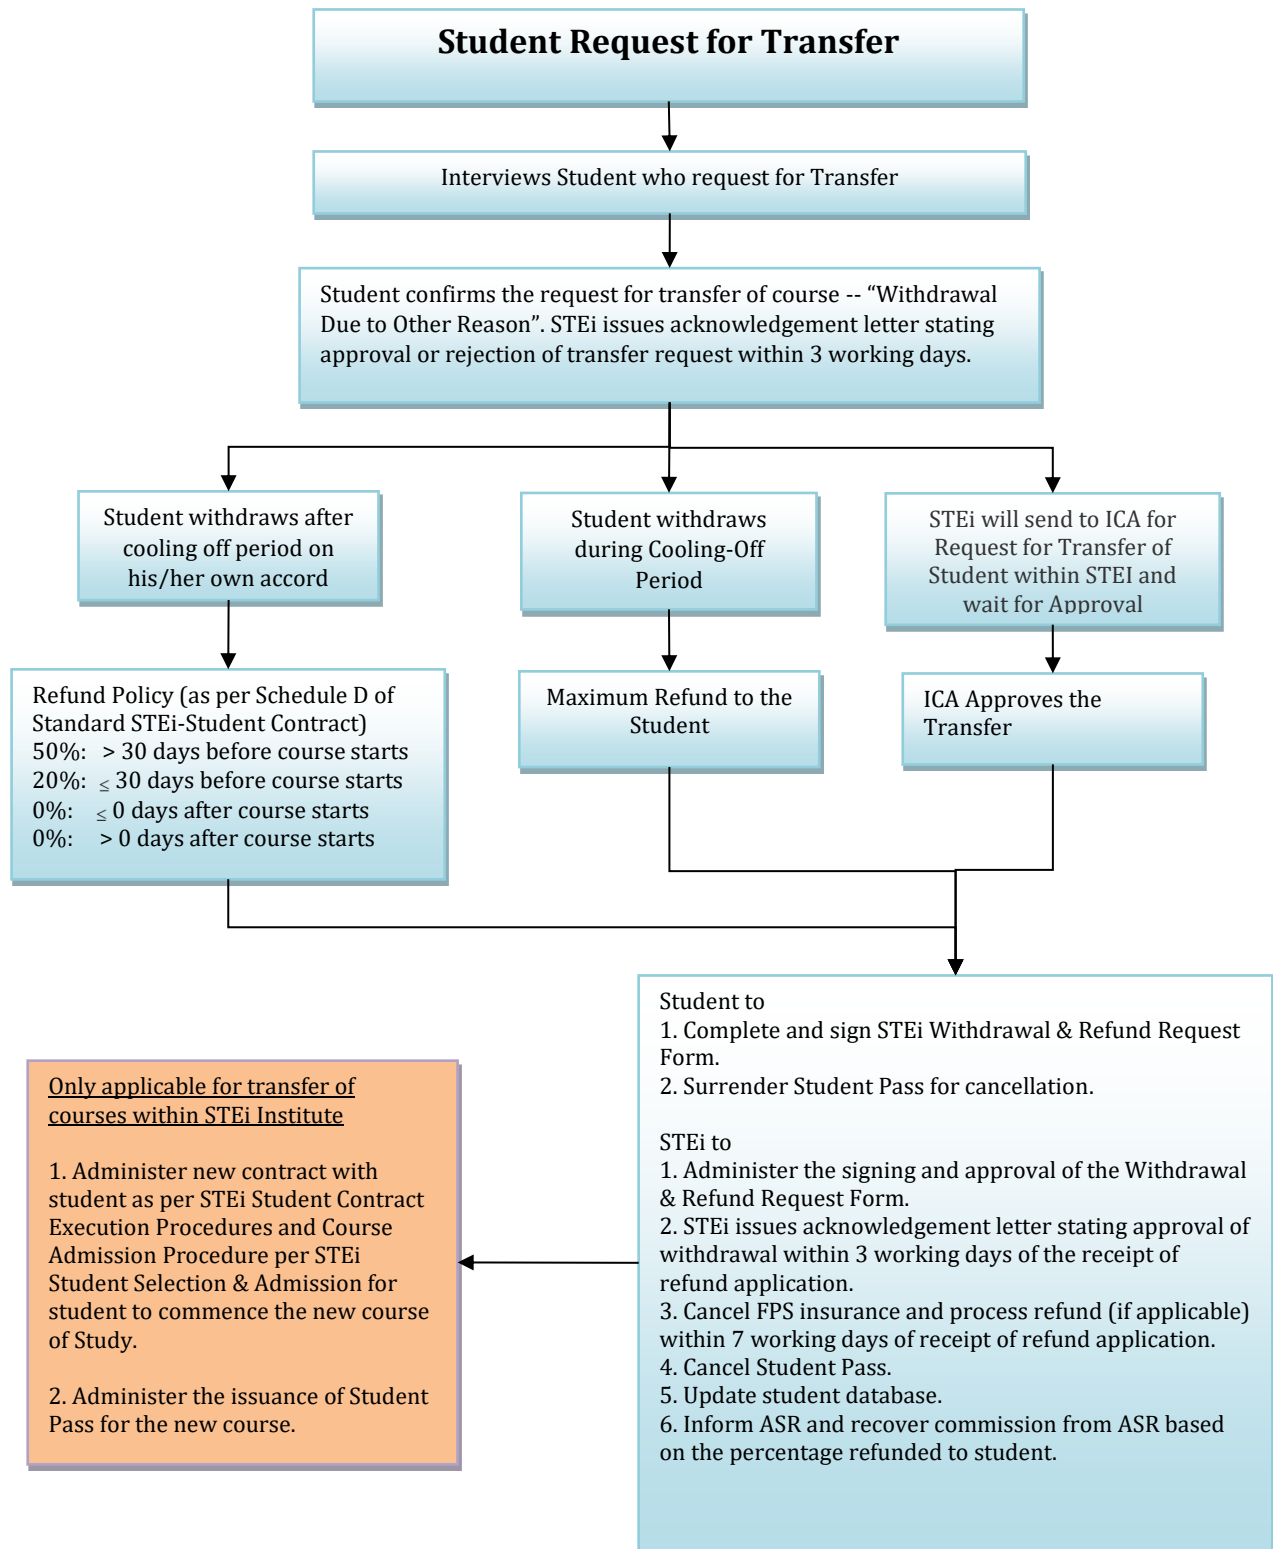 Student Request for Transfer
Interviews Student who request for Transfer
Student confirms the request for transfer of course -- “Withdrawal
Due to Other Reason”. STEi issues acknowledgement letter stating
approval or rejection of transfer request within 3 working days.
Student withdraws after
cooling off period on
his/her own accord
Student withdraws
during Cooling-Off
Period
STEi will send to ICA for
Request for Transfer of
Student within STEI and
wait for Approval
Refund Policy (as per Schedule D of
Standard STEi-Student Contract)
50%: > 30 days before course starts
20%: ≤ 30 days before course starts
0%: ≤ 0 days after course starts
0%: > 0 days after course starts
Maximum Refund to the
Student
ICA Approves the
Transfer
Student to
1. Complete and sign STEi Withdrawal & Refund Request
Form.
2. Surrender Student Pass for cancellation.
STEi to
1. Administer the signing and approval of the Withdrawal
& Refund Request Form.
2. STEi issues acknowledgement letter stating approval of
withdrawal within 3 working days of the receipt of
refund application.
3. Cancel FPS insurance and process refund (if applicable)
within 7 working days of receipt of refund application.
4. Cancel Student Pass.
5. Update student database.
6. Inform ASR and recover commission from ASR based
on the percentage refunded to student.
Only applicable for transfer of
courses within STEi Institute
1. Administer new contract with
student as per STEi Student Contract
Execution Procedures and Course
Admission Procedure per STEi
Student Selection & Admission for
student to commence the new course
of Study.
2. Administer the issuance of Student
Pass for the new course.